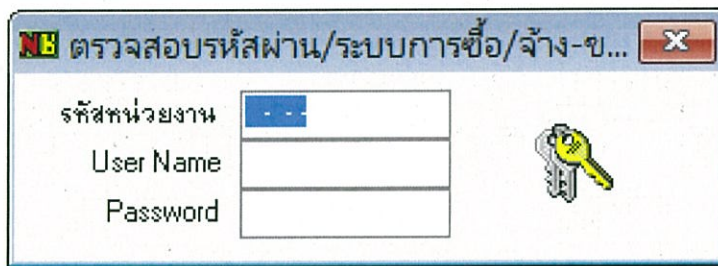 NB ตรวจสอบรหัสผ่าน/ระบบการซื้อ/จ้าง-ข...
รหัสหน่วยงาน - - -
User Name
Password